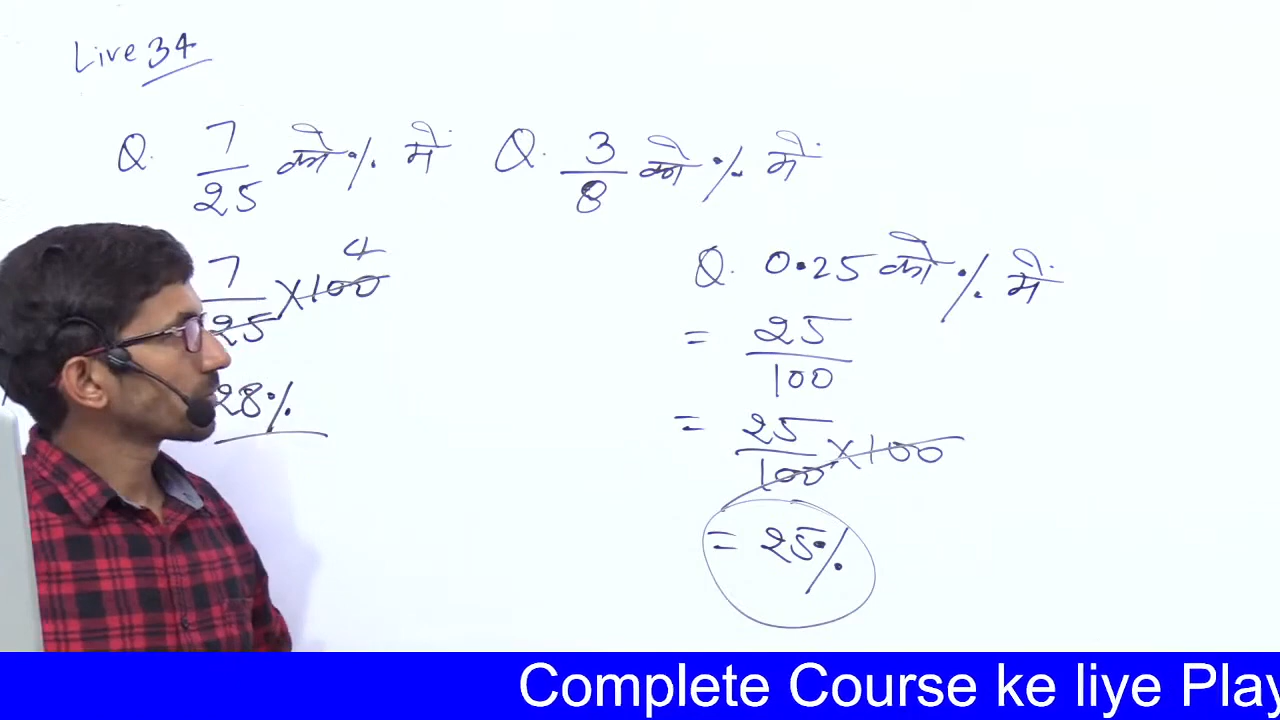 Live 34
Q. 7/25 को % में
7/25 × 100 4
28%
Q. 3/8 को % में
Q. 0.25 को % में
= 25/100
= 25/100 × 100
= 25%
Complete Course ke liye Play